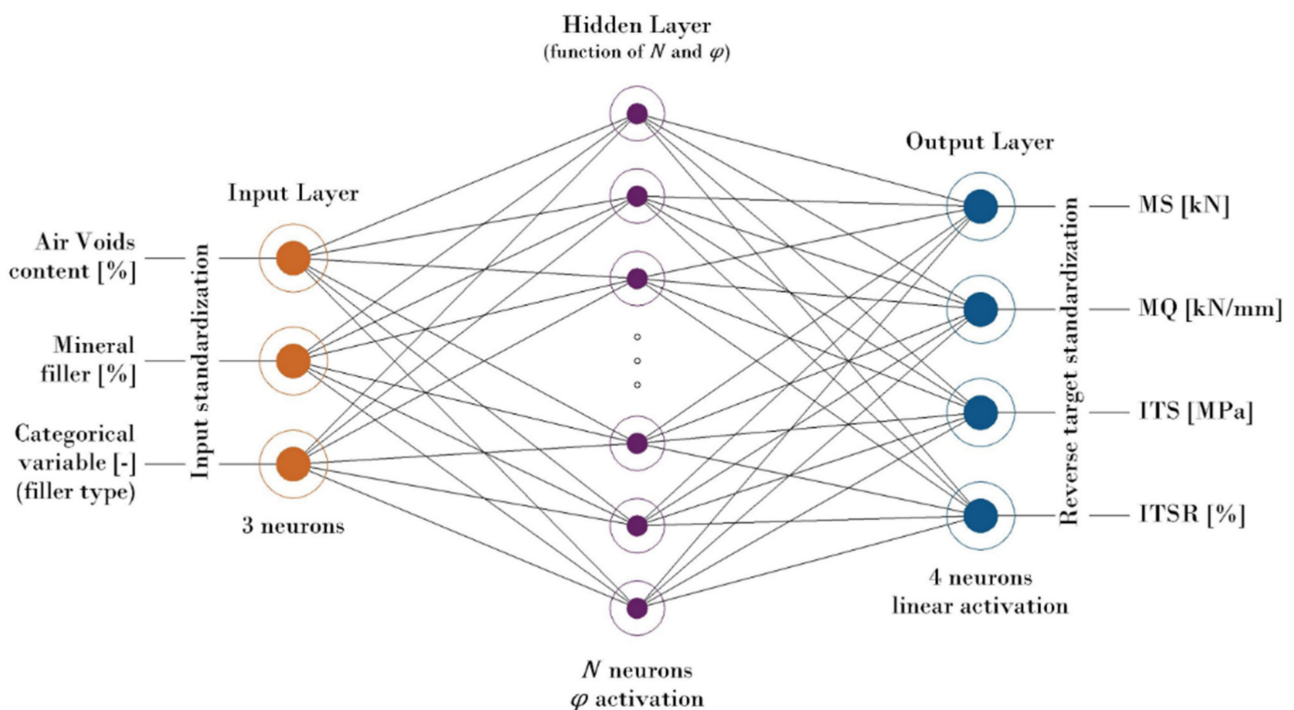 Hidden Layer
(function of N and φ)
Output Layer
Input Layer
Air Voids
content [%]
Mineral
filler [%]
Categorical
variable [-]
(filler type)
Input standardization
3 neurons
MS [kN]
MQ [kN/mm]
ITS [MPa]
ITSR [%]
Reverse target standardization
4 neurons
linear activation
N neurons
φ activation